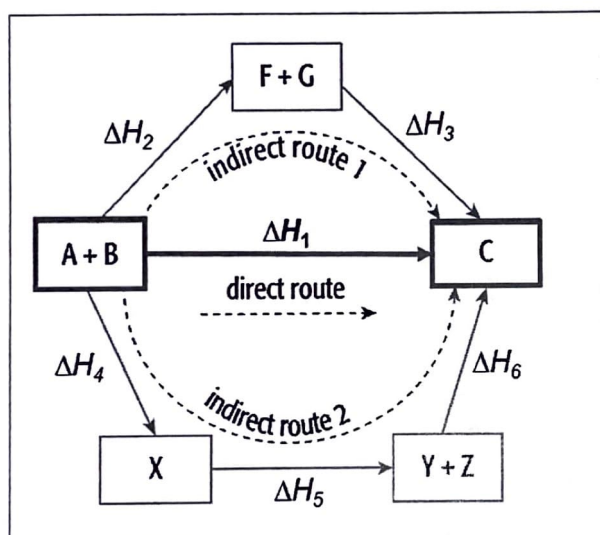 F + G
ΔH₂
ΔH₃
indirect route 1
A + B
ΔH₁
C
direct route
ΔH₄
ΔH₆
indirect route 2
X
ΔH₅
Y + Z